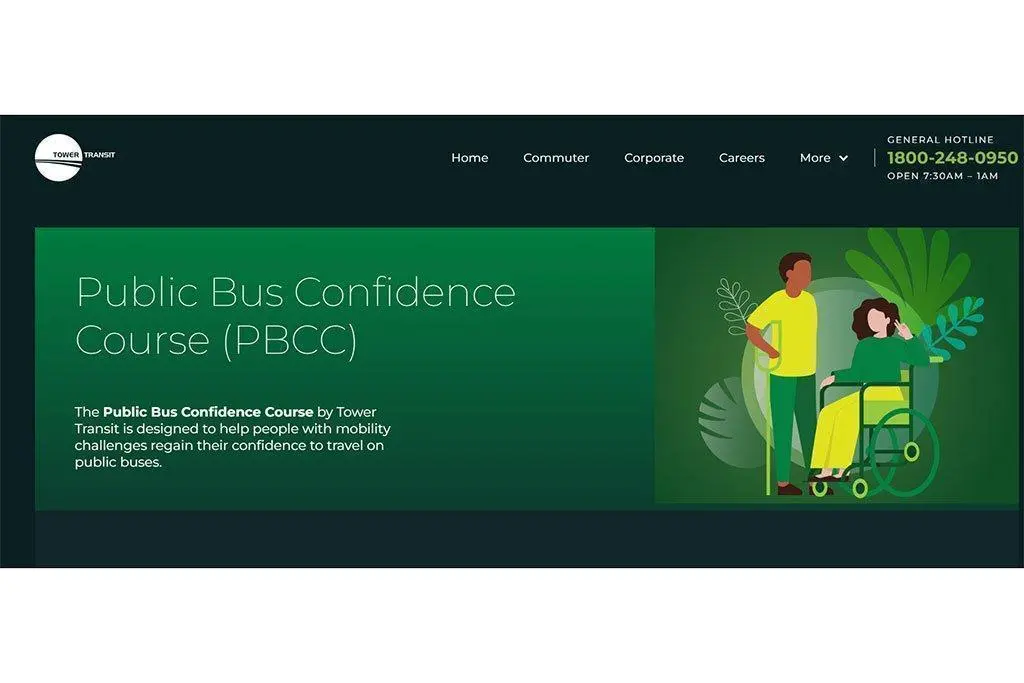 TOWER TRANSIT
Home Commuter Corporate Careers More
GENERAL HOTLINE
1800-248-0950
OPEN 7:30AM – 1AM
Public Bus Confidence
Course (PBCC)
The Public Bus Confidence Course by Tower
Transit is designed to help people with mobility
challenges regain their confidence to travel on
public buses.